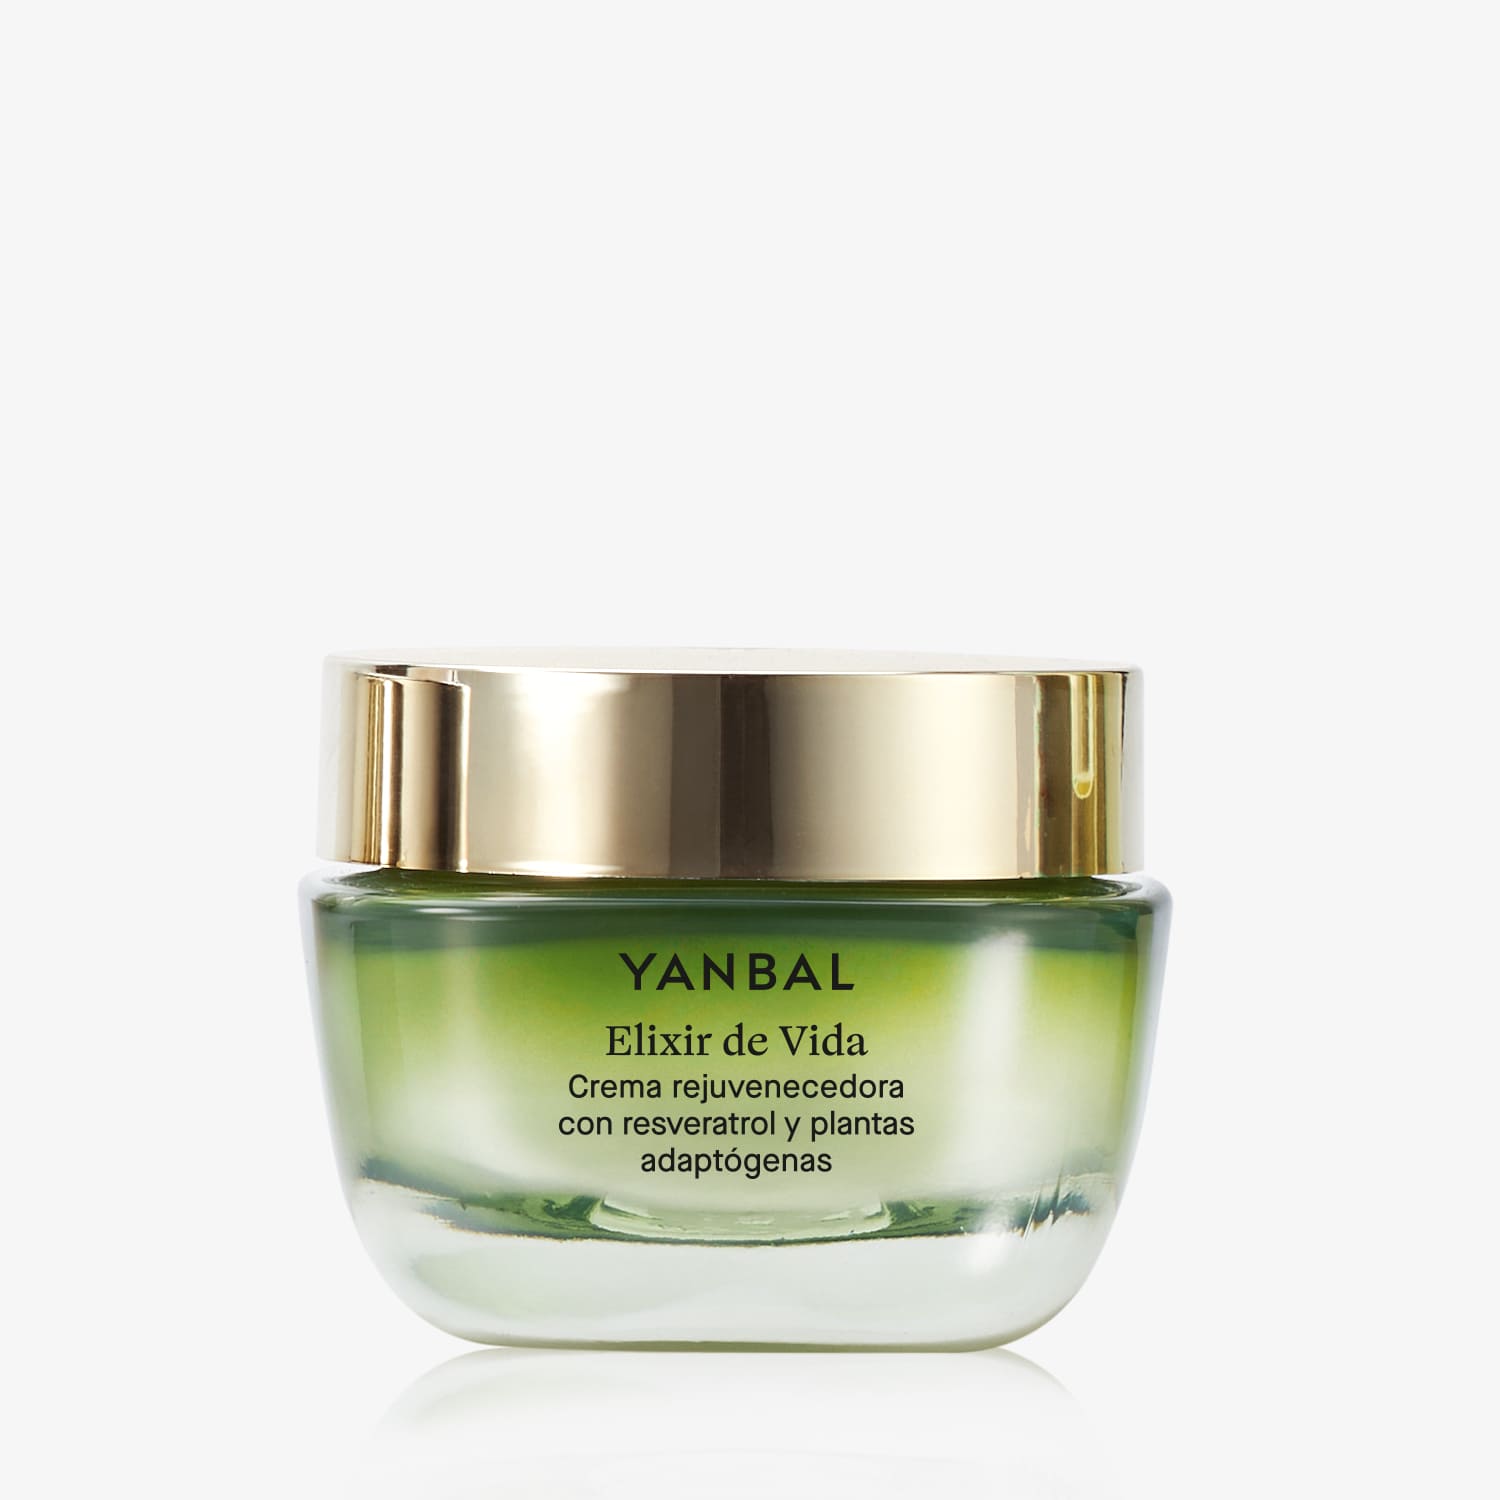 YANBAL
Elixir de Vida
Crema rejuvenecedora
con resveratrol y plantas
adaptógenas